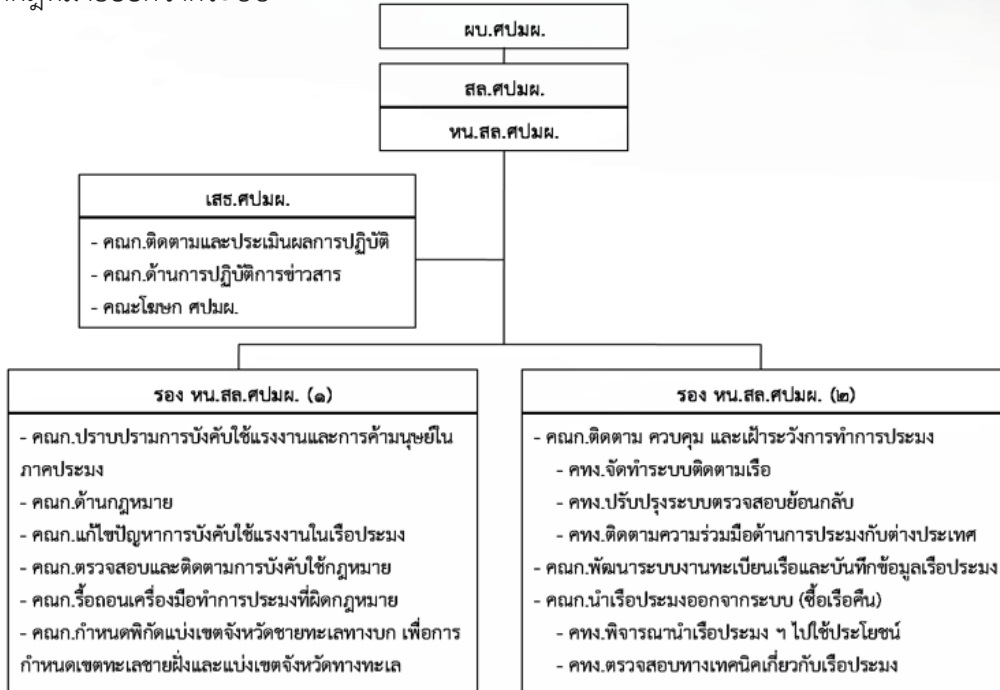 ผบ.ศปมผ.
สล.ศปมผ.
หน.สล.ศปมผ.
เสธ.ศปมผ.
- คณก.ติดตามและประเมินผลการปฏิบัติ
- คณก.ด้านการปฏิบัติการข่าวสาร
- คณะโฆษก ศปมผ.
รอง หน.สล.ศปมผ. (๑)
- คณก.ปราบปรามการบังคับใช้แรงงานและการค้ามนุษย์ใน
ภาคประมง
- คณก.ด้านกฎหมาย
- คณก.แก้ไขปัญหาการบังคับใช้แรงงานในเรือประมง
- คณก.ตรวจสอบและติดตามการบังคับใช้กฎหมาย
- คณก.รื้อถอนเครื่องมือทำการประมงที่ผิดกฎหมาย
- คณก.กำหนดพิกัดแบ่งเขตจังหวัดชายทะเลทางบก เพื่อการ
กำหนดเขตทะเลชายฝั่งและแบ่งเขตจังหวัดทางทะเล
รอง หน.สล.ศปมผ. (๒)
- คณก.ติดตาม ควบคุม และเฝ้าระวังการทำการประมง
- คทง.จัดทำระบบติดตามเรือ
- คทง.ปรับปรุงระบบตรวจสอบย้อนกลับ
- คทง.ติดตามความร่วมมือด้านการประมงกับต่างประเทศ
- คณก.พัฒนาระบบงานทะเบียนเรือและบันทึกข้อมูลเรือประมง
- คณก.นำเรือประมงออกจากระบบ (ซื้อเรือคืน)
- คทง.พิจารณานำเรือประมง ฯ ไปใช้ประโยชน์
- คทง.ตรวจสอบทางเทคนิคเกี่ยวกับเรือประมง